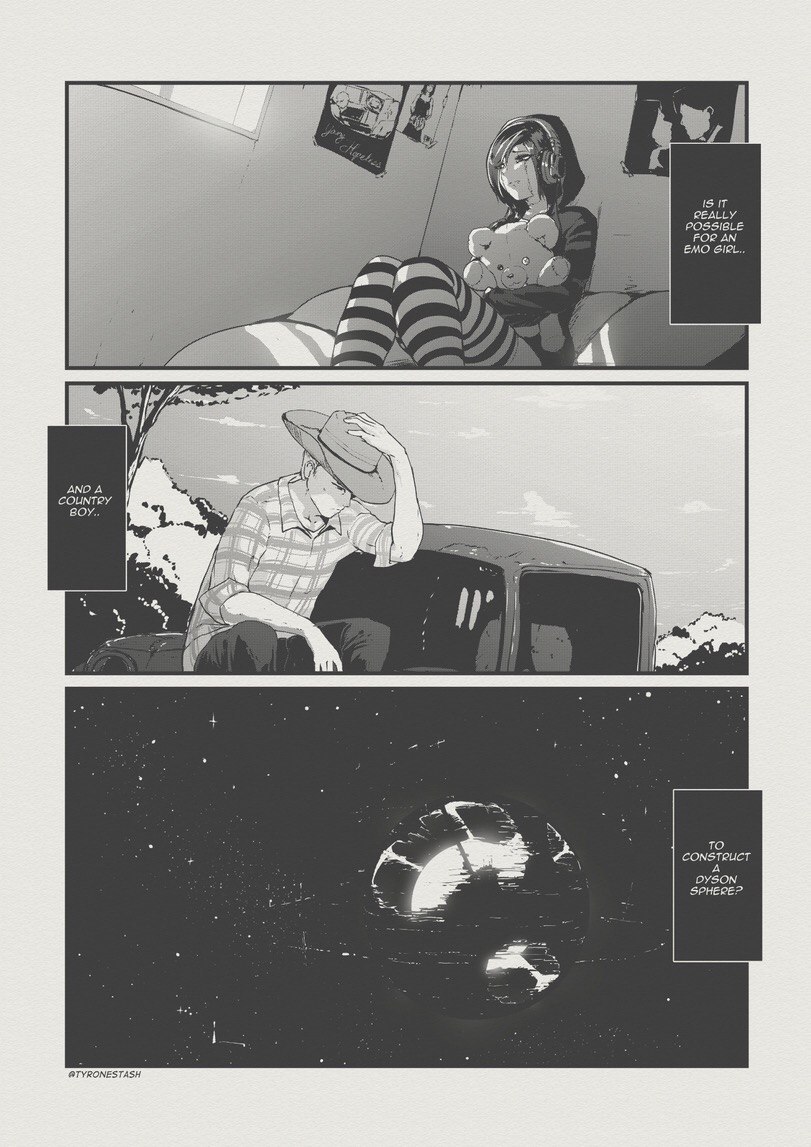 IS IT
REALLY
POSSIBLE
FOR AN
EMO GIRL..
AND A
COUNTRY
BOY..
TO
CONSTRUCT
A
DYSON
SPHERE?
@TYRONESTASH